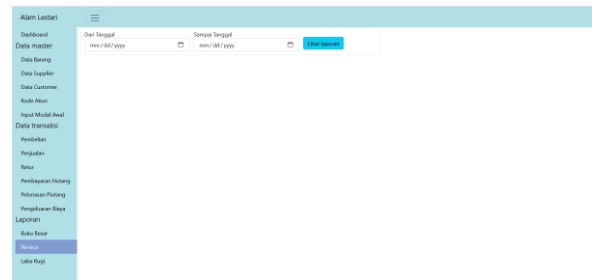 Alam Lestari
Dashboard
Data master
Data Barang
Data Supplier
Data Customer
Kode Akun
Input Modal Awal
Data transaksi
Pembelian
Penjualan
Retur
Pembayaran Hutang
Pelunasan Piutang
Pengeluaran Biaya
Laporan
Buku Besar
Neraca
Laba Rugi
Dari Tanggal
mm/dd/yyyy
Sampai Tanggal
mm/dd/yyyy
Lihat laporan